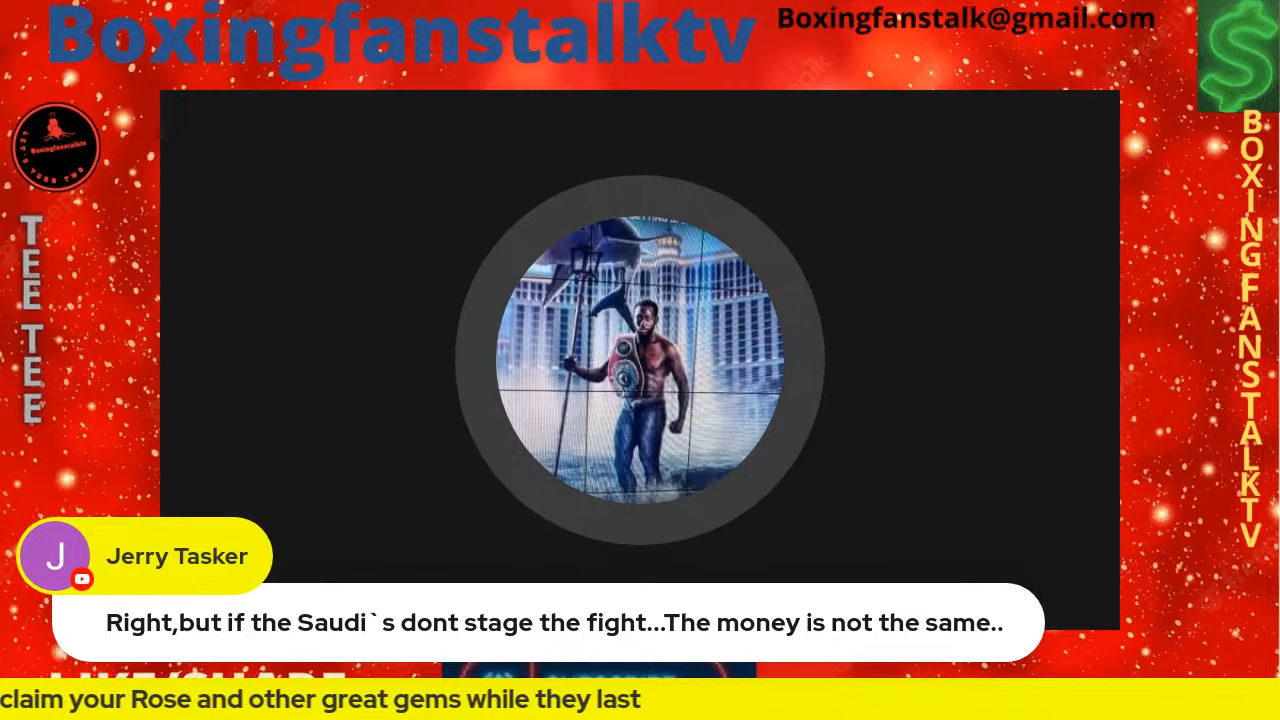 Boxingfanstalktv
Boxingfanstalk@gmail.com
$
Boxingfanstalktv
TEE TEE
BOXINGFANSTALKTV
J
Jerry Tasker
Right,but if the Saudi`s dont stage the fight...The money is not the same..
claim your Rose and other great gems while they last